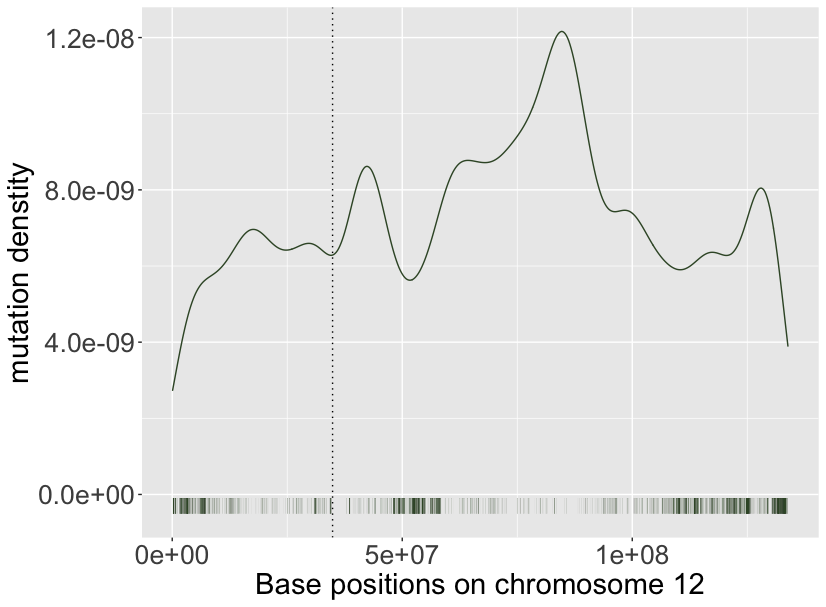 1.2e-08
8.0e-09
4.0e-09
0.0e+00
mutation denstity
0e+00
5e+07
1e+08
Base positions on chromosome 12